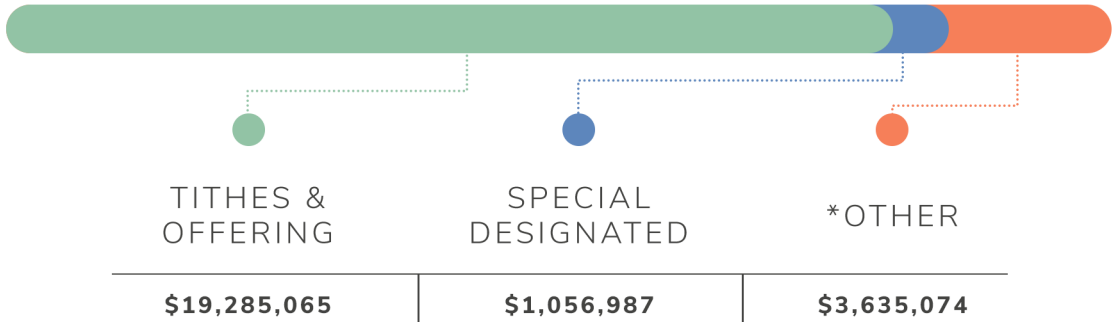 TITHES &
OFFERING
SPECIAL
DESIGNATED
*OTHER
$19,285,065
$1,056,987
$3,635,074